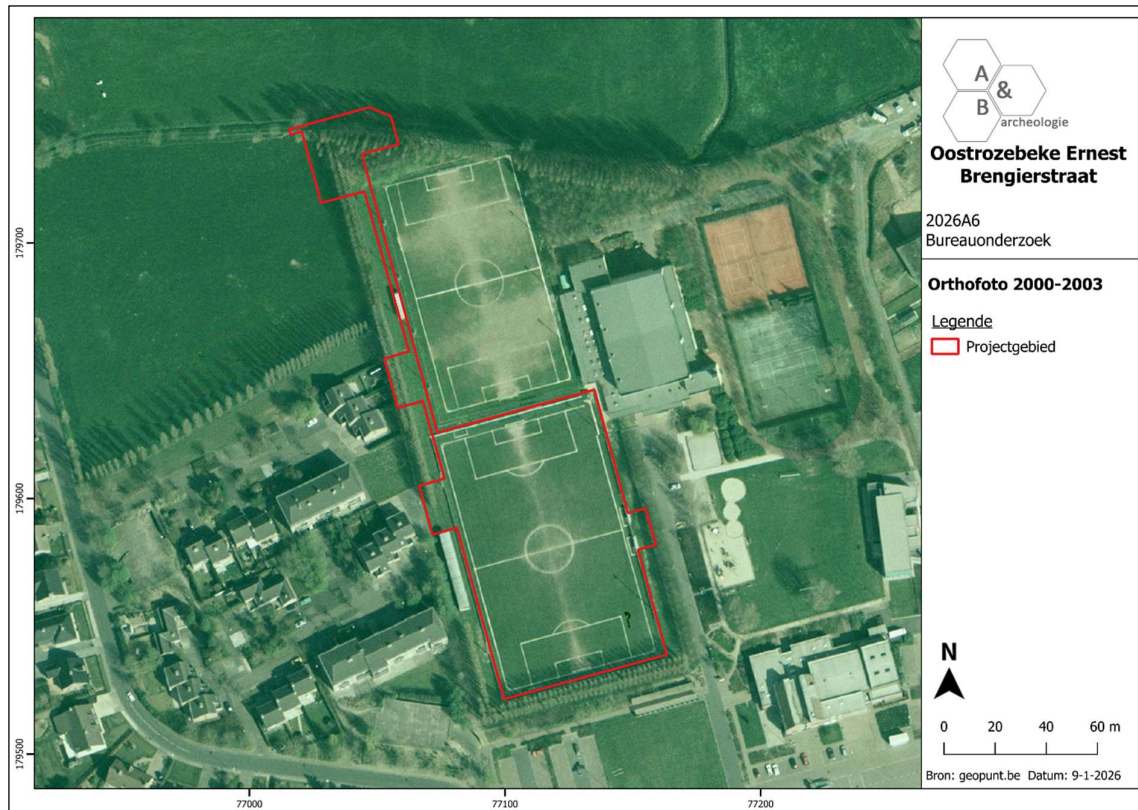 A
&
B
archeologie
Oostrozebeke Ernest
Brengierstraat
2026A6
Bureauonderzoek
Orthofoto 2000-2003
Legende
Projectgebied
179700
179600
179500
77000
77100
77200
N
0 20 40 60 m
Bron: geopunt.be Datum: 9-1-2026